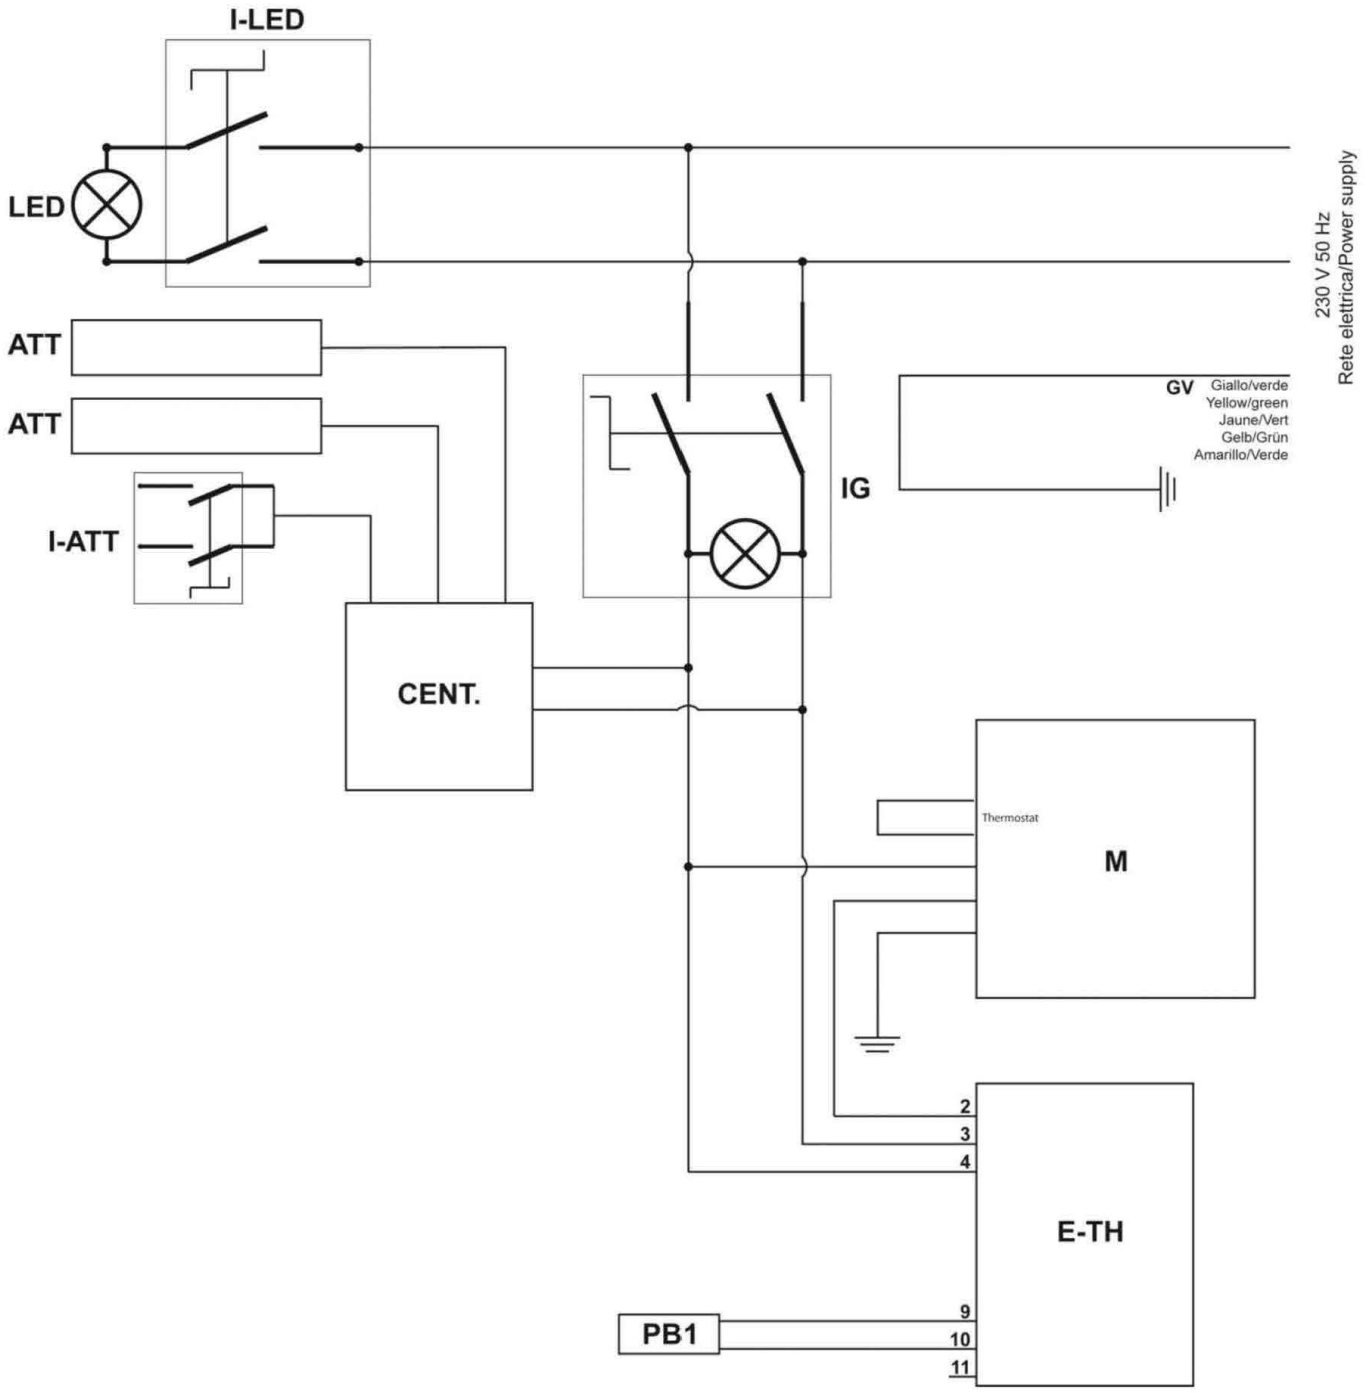 I-LED
LED
230 V 50 Hz
Rete elettrica/Power supply
ATT
GV Giallo/verde
Yellow/green
Jaune/Vert
Gelb/Grün
Amarillo/Verde
ATT
IG
I-ATT
CENT.
Thermostat
M
2
3
4
E-TH
9
PB1
10
11